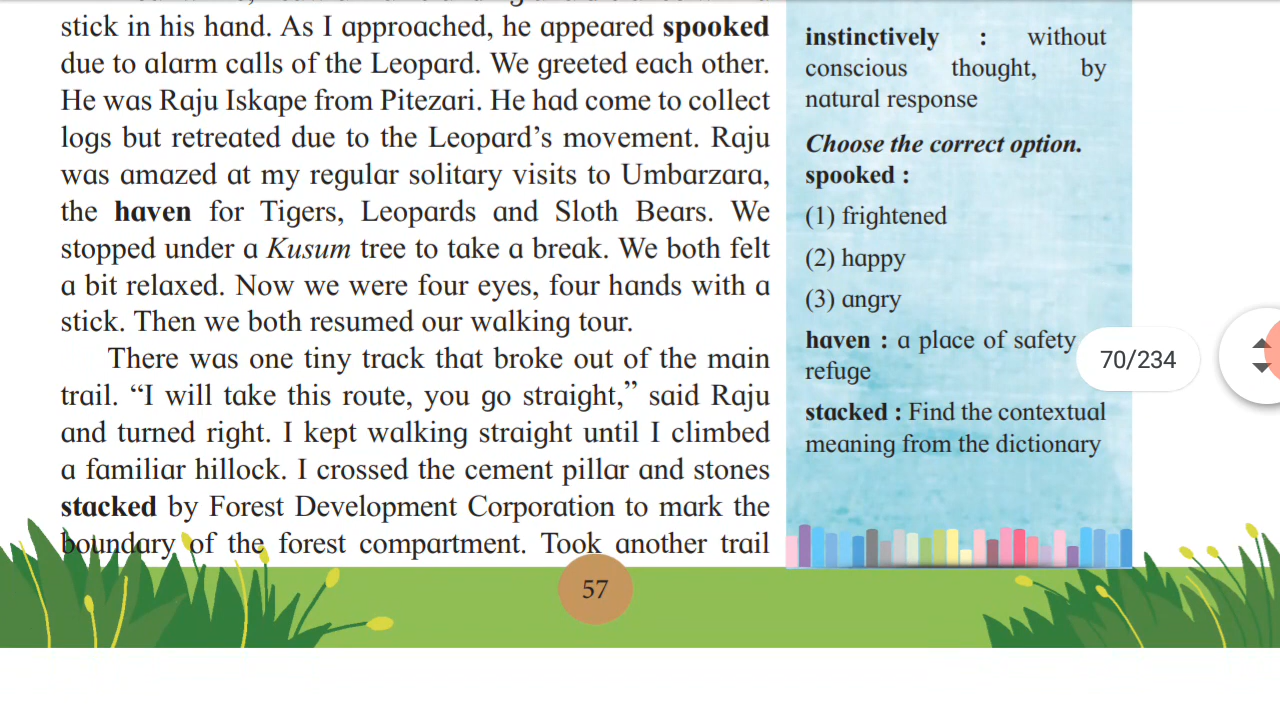 stick in his hand. As I approached, he appeared spooked
due to alarm calls of the Leopard. We greeted each other.
He was Raju Iskape from Pitezari. He had come to collect
logs but retreated due to the Leopard’s movement. Raju
was amazed at my regular solitary visits to Umbarzara,
the haven for Tigers, Leopards and Sloth Bears. We
stopped under a Kusum tree to take a break. We both felt
a bit relaxed. Now we were four eyes, four hands with a
stick. Then we both resumed our walking tour.
There was one tiny track that broke out of the main
trail. “I will take this route, you go straight,” said Raju
and turned right. I kept walking straight until I climbed
a familiar hillock. I crossed the cement pillar and stones
stacked by Forest Development Corporation to mark the
boundary of the forest compartment. Took another trail
instinctively : without
conscious thought, by
natural response
Choose the correct option.
spooked :
(1) frightened
(2) happy
(3) angry
haven : a place of safety
refuge
stacked : Find the contextual
meaning from the dictionary
70/234
57